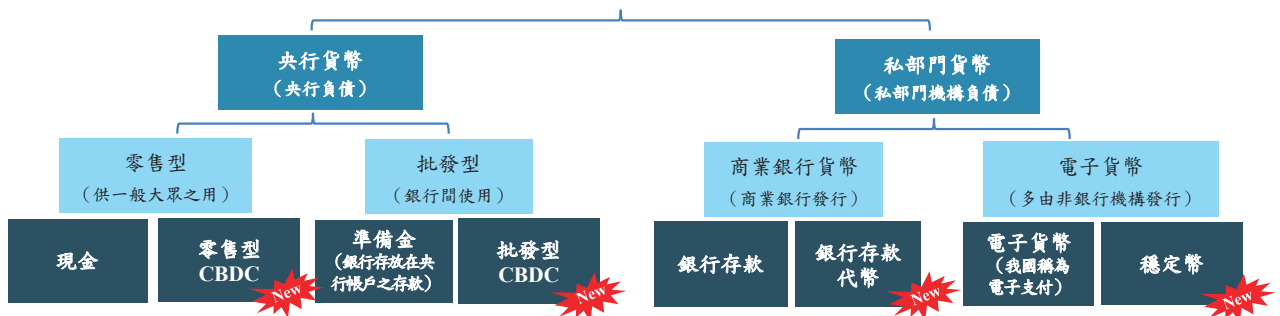 央行貨幣
（央行負債）
私部門貨幣
（私部門機構負債）
零售型
（供一般大眾之用）
批發型
（銀行間使用）
商業銀行貨幣
（商業銀行發行）
電子貨幣
（多由非銀行機構發行）
現金
零售型
CBDC
New
準備金
（銀行存放在央
行帳戶之存款）
批發型
CBDC
New
銀行存款
銀行存款
代幣
New
電子貨幣
（我國稱為
電子支付）
穩定幣
New